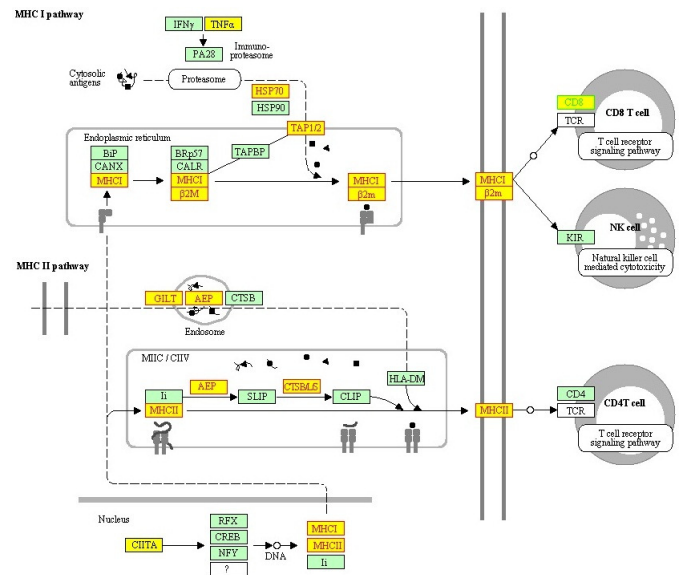 MHC I pathway
IFNγ TNFα
PA28
Immuno-
proteasome
Cytosolic
antigens
Proteasome
HSP70
HSP90
TAP1/2
Endoplasmic reticulum
BiP
CANX
MHCI
BRp57
CALR
MHCI
β2M
TAPBP
MHCI
β2m
MHCI
β2m
CD8
TCR
CD8 T cell
T cell receptor
signaling pathway
KIR
NK cell
Natural killer cell
mediated cytotoxicity
MHC II pathway
GILT AEP CTSB
Endosome
MIIC / CIIV
Ii
MHCII
AEP
SLIP
CTSB/L/S
CLIP
HLA-DM
MHCII
CD4
TCR
CD4T cell
T cell receptor
signaling pathway
Nucleus
CIITA
RFX
CREB
NFY
?
DNA
MHCI
MHCII
Ii